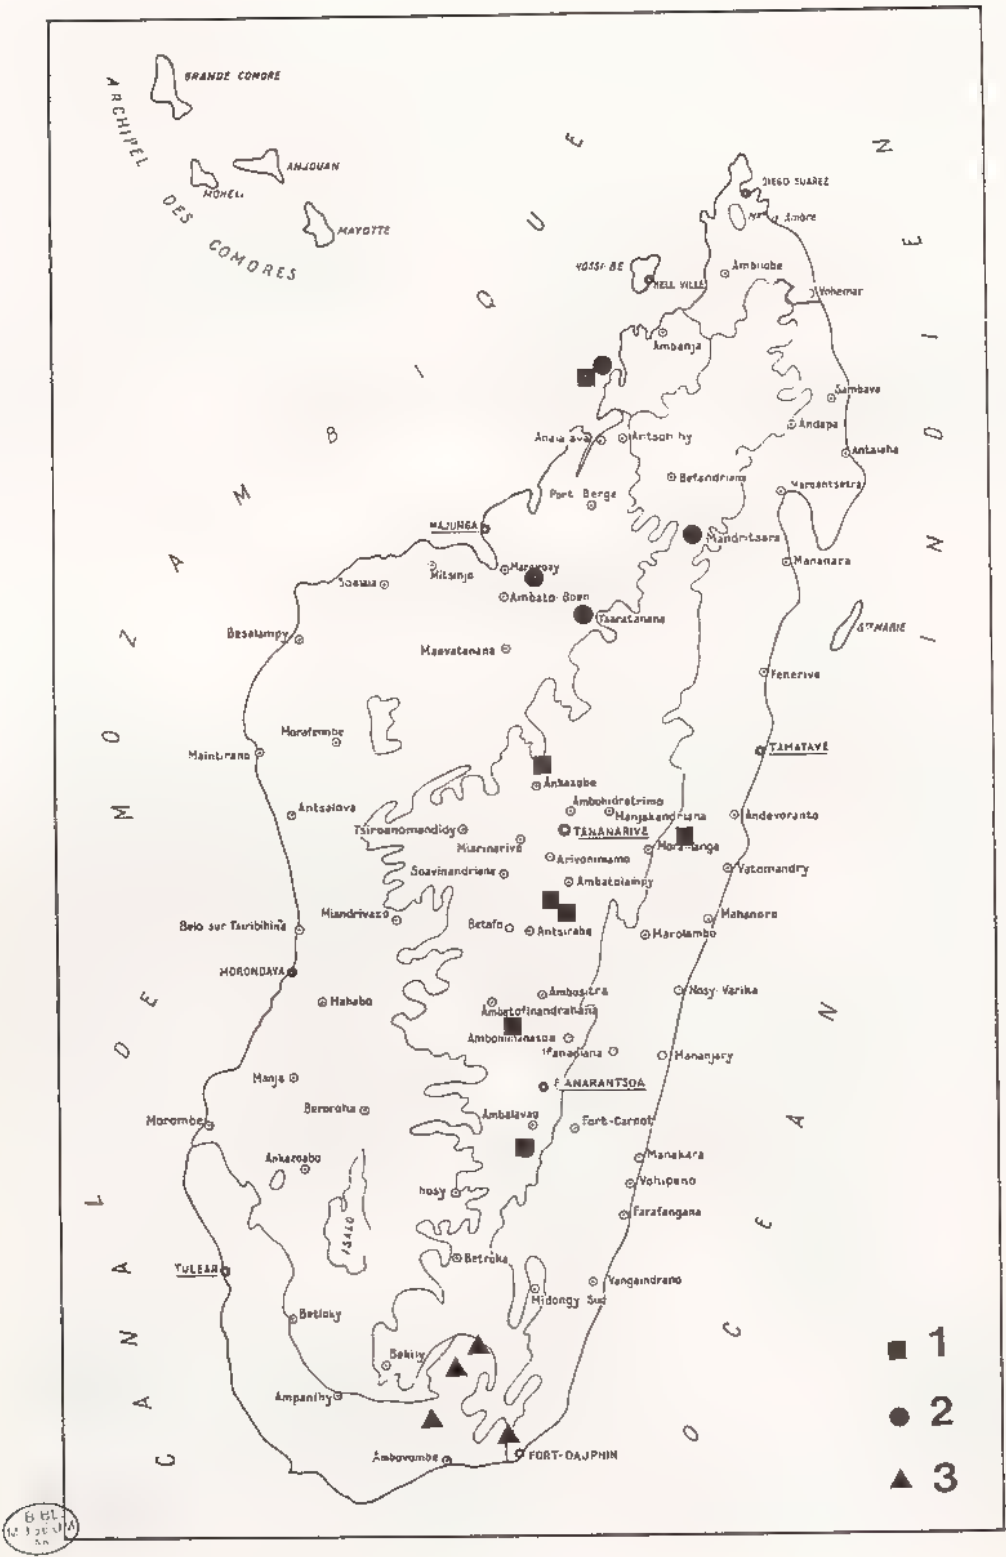 GRANDE COMORE
ARCHIPEL DES COMORES
ANJOUAN
MOHELI
MAYOTTE
CANAL DE MOZAMBIQUE
OCEAN INDIEN
DIEGO SUAREZ
NOSSI-BE
HELL VILLE
Ambilobe
Vohemar
Ambanja
Sambava
Andapa
Antalaha
Analalava
Antsohihy
Befandriana
Maroantsetra
Port Berge
MAJUNGA
Mandritsara
Mananara
Mitsinjo
Marovoay
Soalala
Ambato-Boen
Tsaratanana
Ste MARIE
Besalampy
Maevatanana
Fenerive
Morafenobe
Maintirano
TAMATAVE
Ankazobe
Ambohidratrimo
Manjakandriana
Antsalova
Andevoranto
Tsiroanomandidy
TANANARIVE
Miarinarivo
Moramanga
Arivonimamo
Soavinandriana
Ambatolampy
Vatomandry
Miandrivazo
Mahanoro
Belo sur Tsiribihina
Betafo
Antsirabe
Marolambo
MORONDAVA
Mahabo
Ambositra
Nosy-Varika
Ambatofinandrahana
Ambohimanasoa
Ifanadiana
Mananjary
Manja
FIANARANTSOA
Beroroha
Ambalavao
Fort-Carnot
Morombe
Ankazoabo
Manakara
Ihosy
Vohipeno
Farafangana
ISALO
Betroka
TULEAR
Vangaindrano
Midongy Sud
Betioky
Bekily
Ampanihy
Ambovombe
FORT-DAUPHIN
1
2
3